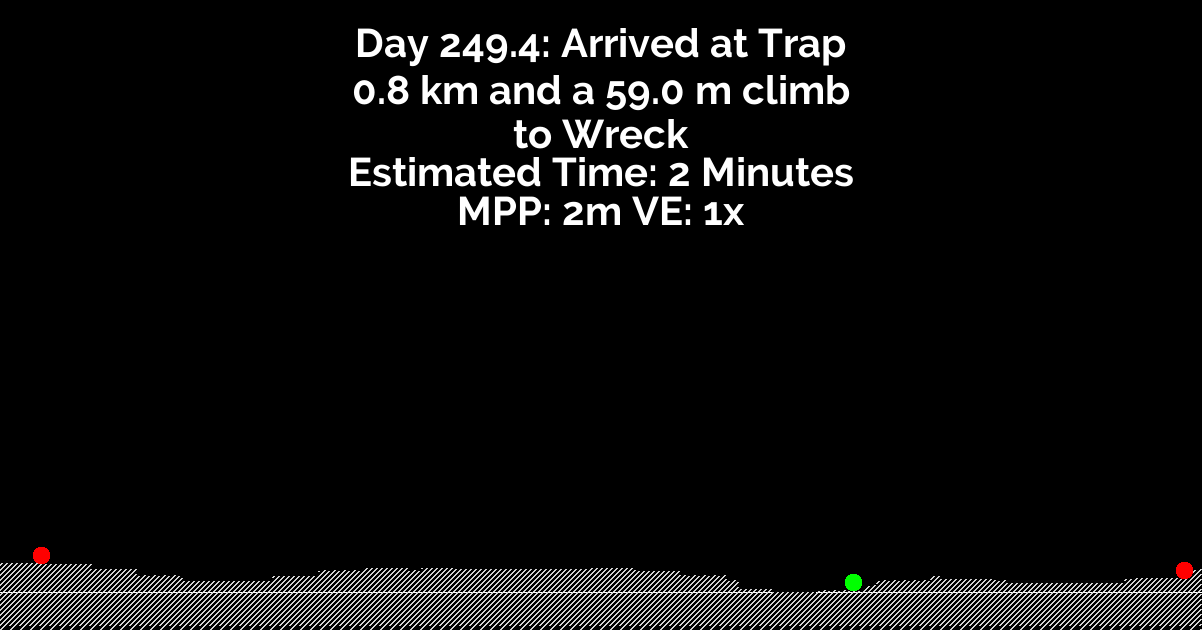 Day 249.4: Arrived at Trap
0.8 km and a 59.0 m climb
to Wreck
Estimated Time: 2 Minutes
MPP: 2m VE: 1x